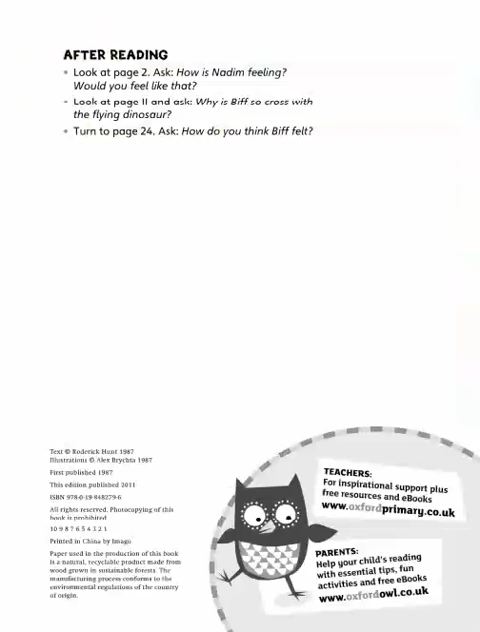 AFTER READING
• Look at page 2. Ask: How is Nadim feeling?
Would you feel like that?
• Look at page 11 and ask: Why is Biff so cross with
the flying dinosaur?
• Turn to page 24. Ask: How do you think Biff felt?
Text © Roderick Hunt 1987
Illustrations © Alex Brychta 1987
First published 1987
This edition published 2011
ISBN 978-0-19-848279-6
All rights reserved. Photocopying of this
book is prohibited
10 9 8 7 6 5 4 3 2 1
Printed in China by Imago
Paper used in the production of this book
is a natural, recyclable product made from
wood grown in sustainable forests. The
manufacturing process conforms to the
environmental regulations of the country
of origin.
TEACHERS:
For inspirational support plus
free resources and eBooks
www.oxfordprimary.co.uk
PARENTS:
Help your child's reading
with essential tips, fun
activities and free eBooks
www.oxfordowl.co.uk